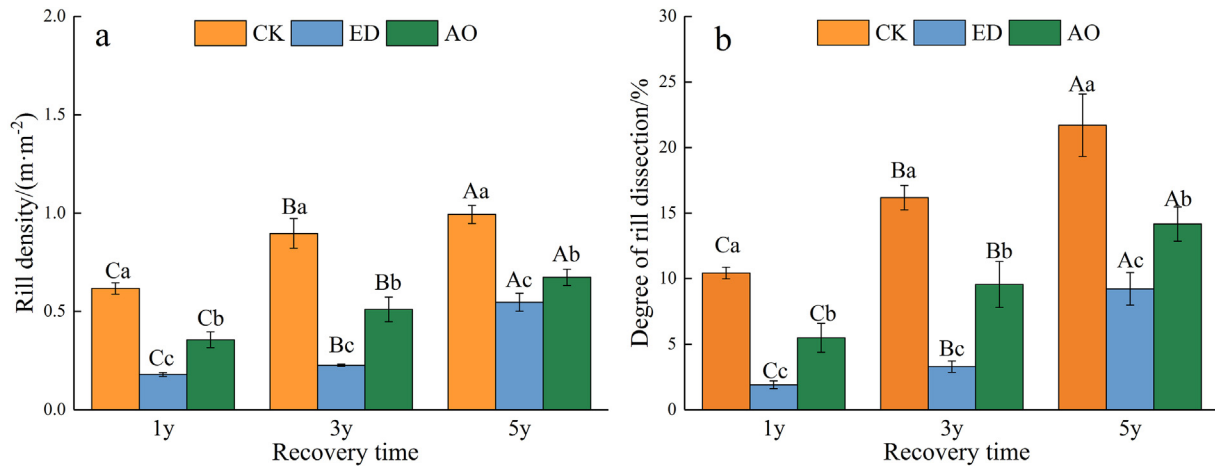 a
CK ED AO
Rill density/(m·m⁻²)
2.0
1.5
1.0
0.5
0.0
Ca
Cc
Cb
Ba
Bc
Bb
Aa
Ac
Ab
1y 3y 5y
Recovery time
b
CK ED AO
Degree of rill dissection/%
30
25
20
15
10
5
0
Ca
Cc
Cb
Ba
Bc
Bb
Aa
Ac
Ab
1y 3y 5y
Recovery time